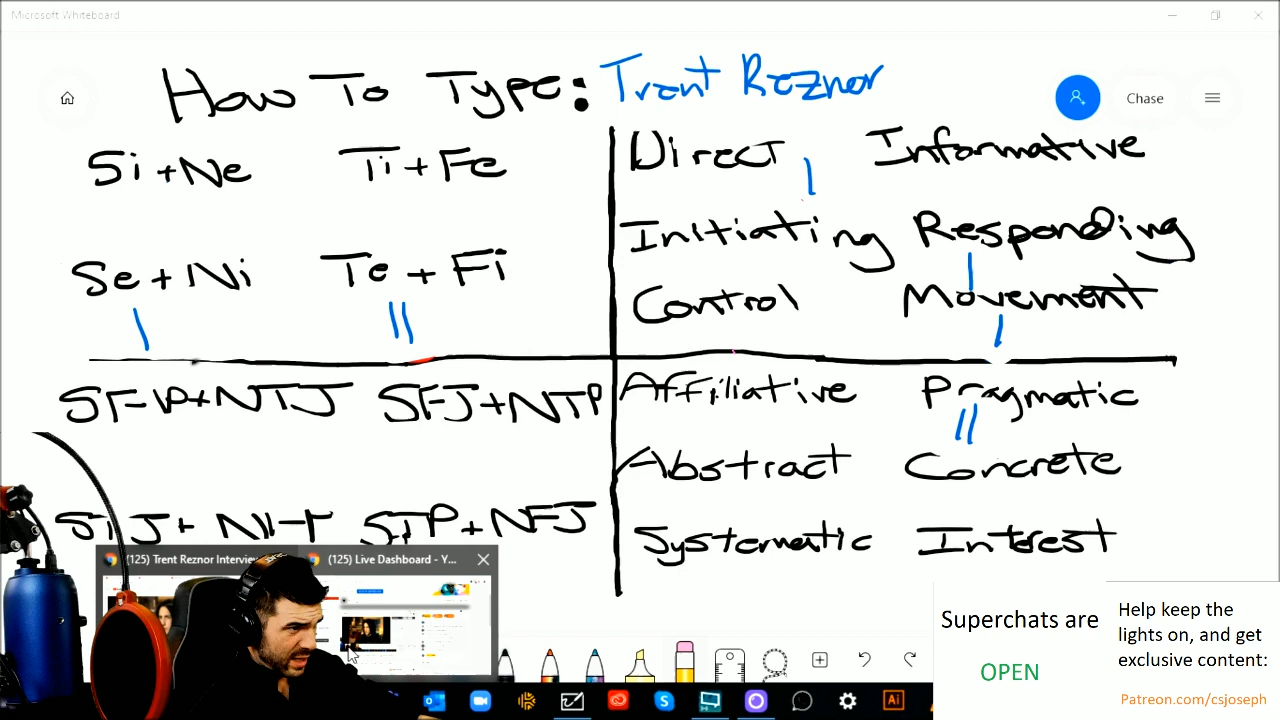 Microsoft Whiteboard
How To Type: Trent Reznor
Chase
Si + Ne Ti + Fe
Se + Ni Te + Fi
Direct Informative
Initiating Responding
Control Movement
SFP + NTJ SFJ + NTP
STJ + NFP STP + NFJ
Affiliative Pragmatic
Abstract Concrete
Systematic Interest
(125) Trent Reznor Interview
(125) Live Dashboard - Y...
Superchats are
OPEN
Help keep the
lights on, and get
exclusive content:
Patreon.com/csjoseph
Ai